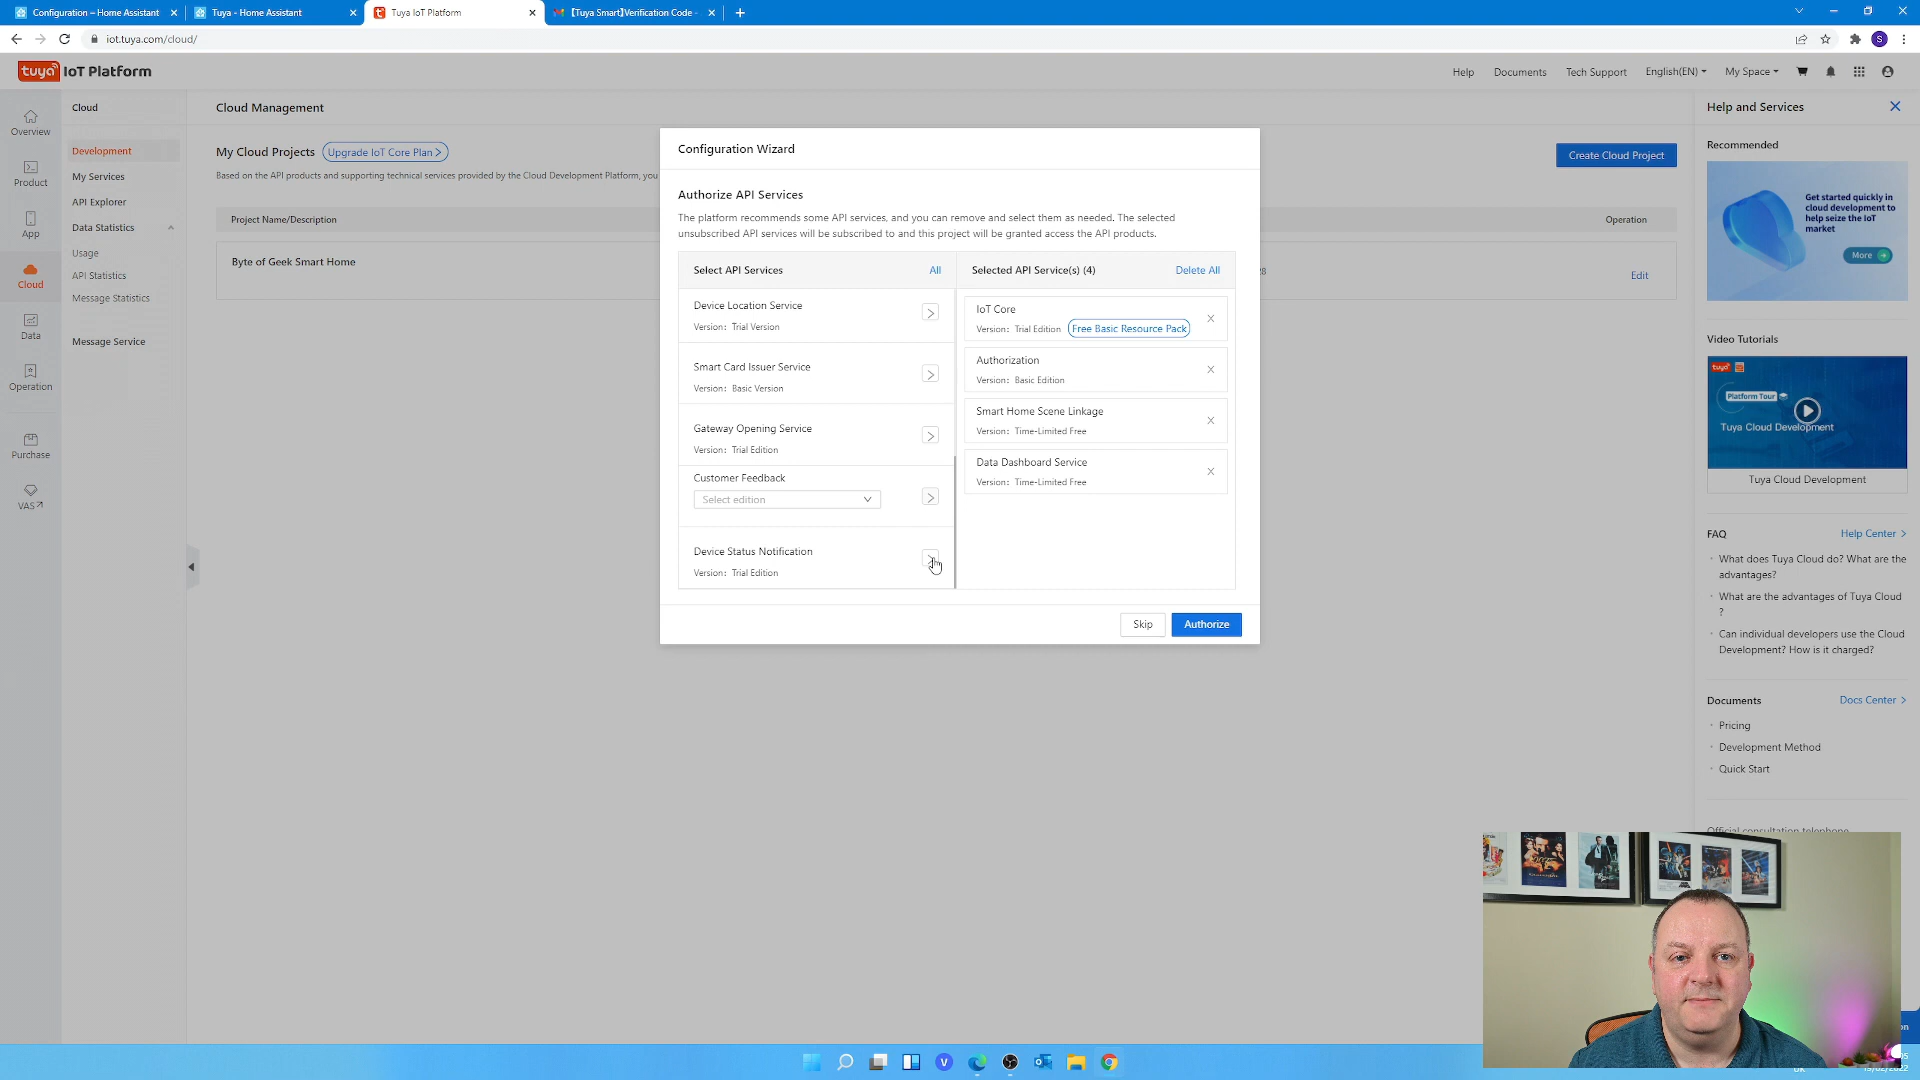 Configuration – Home Assistant
Tuya - Home Assistant
Tuya IoT Platform
[Tuya Smart]Verification Code -
iot.tuya.com/cloud/
S
tuya IoT Platform
Help
Documents
Tech Support
English(EN)
My Space
Overview
Product
App
Cloud
Data
Operation
Purchase
VAS
Cloud
Development
My Services
API Explorer
Data Statistics
Usage
API Statistics
Message Statistics
Message Service
Cloud Management
My Cloud Projects
Upgrade IoT Core Plan >
Based on the API products and supporting technical services provided by the Cloud Development Platform, you
Create Cloud Project
Project Name/Description
Operation
Byte of Geek Smart Home
Edit
Configuration Wizard
Authorize API Services
The platform recommends some API services, and you can remove and select them as needed. The selected
unsubscribed API services will be subscribed to and this project will be granted access the API products.
Select API Services
All
Device Location Service
Version: Trial Version
Smart Card Issuer Service
Version: Basic Version
Gateway Opening Service
Version: Trial Edition
Customer Feedback
Select edition
Device Status Notification
Version: Trial Edition
Selected API Service(s) (4)
Delete All
IoT Core
Version: Trial Edition
Free Basic Resource Pack
Authorization
Version: Basic Edition
Smart Home Scene Linkage
Version: Time-Limited Free
Data Dashboard Service
Version: Time-Limited Free
Skip
Authorize
Help and Services
Recommended
Get started quickly in
cloud development to
help seize the IoT
market
More
Video Tutorials
tuya
Platform Tour
Tuya Cloud Development
Tuya Cloud Development
FAQ
Help Center >
What does Tuya Cloud do? What are the
advantages?
What are the advantages of Tuya Cloud
?
Can individual developers use the Cloud
Development? How is it charged?
Documents
Docs Center >
Pricing
Development Method
Quick Start
Official consultation telephone